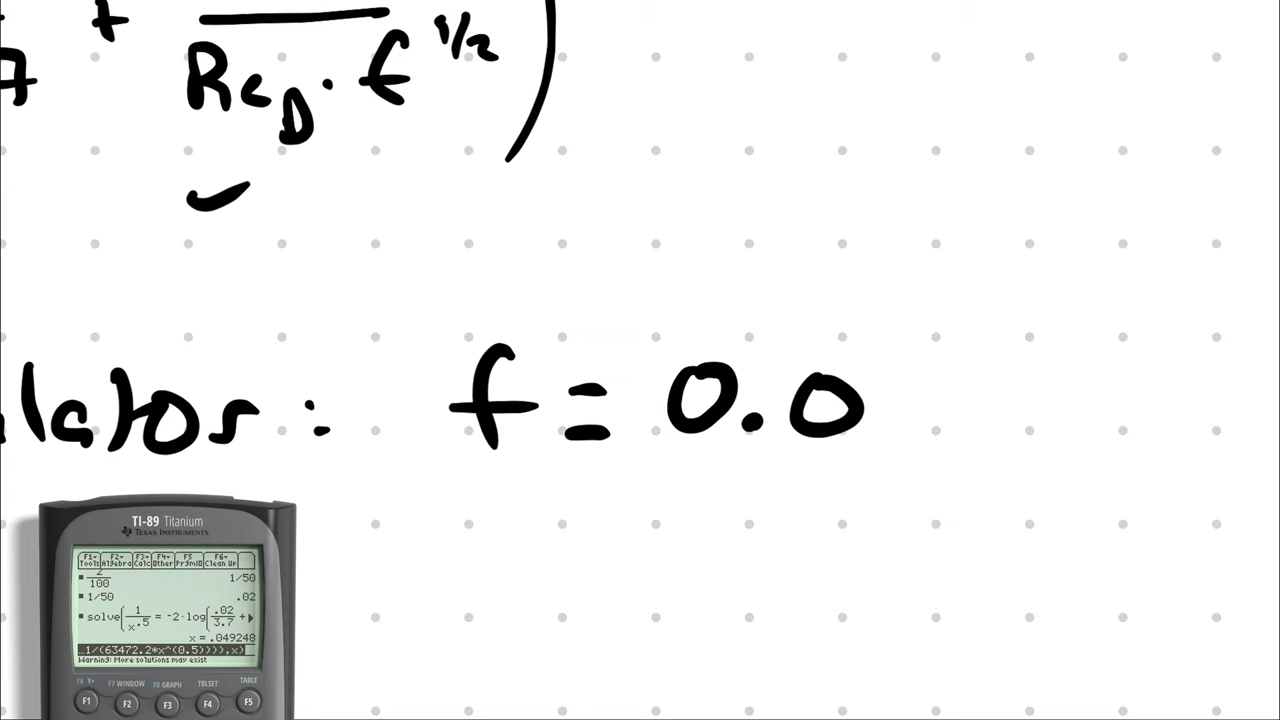 7 +
Re_D · f^1/2 )
lator : f = 0.0
TI-89 Titanium
TEXAS INSTRUMENTS
F1 F2 F3 F4 F5 F6
Tools Algebra Calc Other PrgmIO Clean Up
2/100 1/50
1/50 .02
solve(1/x^.5 = -2·log(.02/3.7 +
x = .049248
…1/(63472.2*x^(0.5))),x)
Warning: More solutions may exist
F6 Y= F7 WINDOW F8 GRAPH TBLSET TABLE
F1 F2 F3 F4 F5